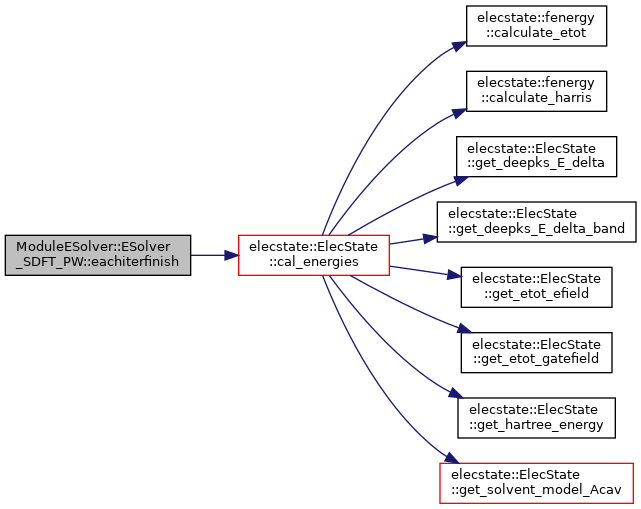 ModuleESolver::ESolver
_SDFT_PW::eachiterfinish
elecstate::ElecState
::cal_energies
elecstate::fenergy
::calculate_etot
elecstate::fenergy
::calculate_harris
elecstate::ElecState
::get_deepks_E_delta
elecstate::ElecState
::get_deepks_E_delta_band
elecstate::ElecState
::get_etot_efield
elecstate::ElecState
::get_etot_gatefield
elecstate::ElecState
::get_hartree_energy
elecstate::ElecState
::get_solvent_model_Acav